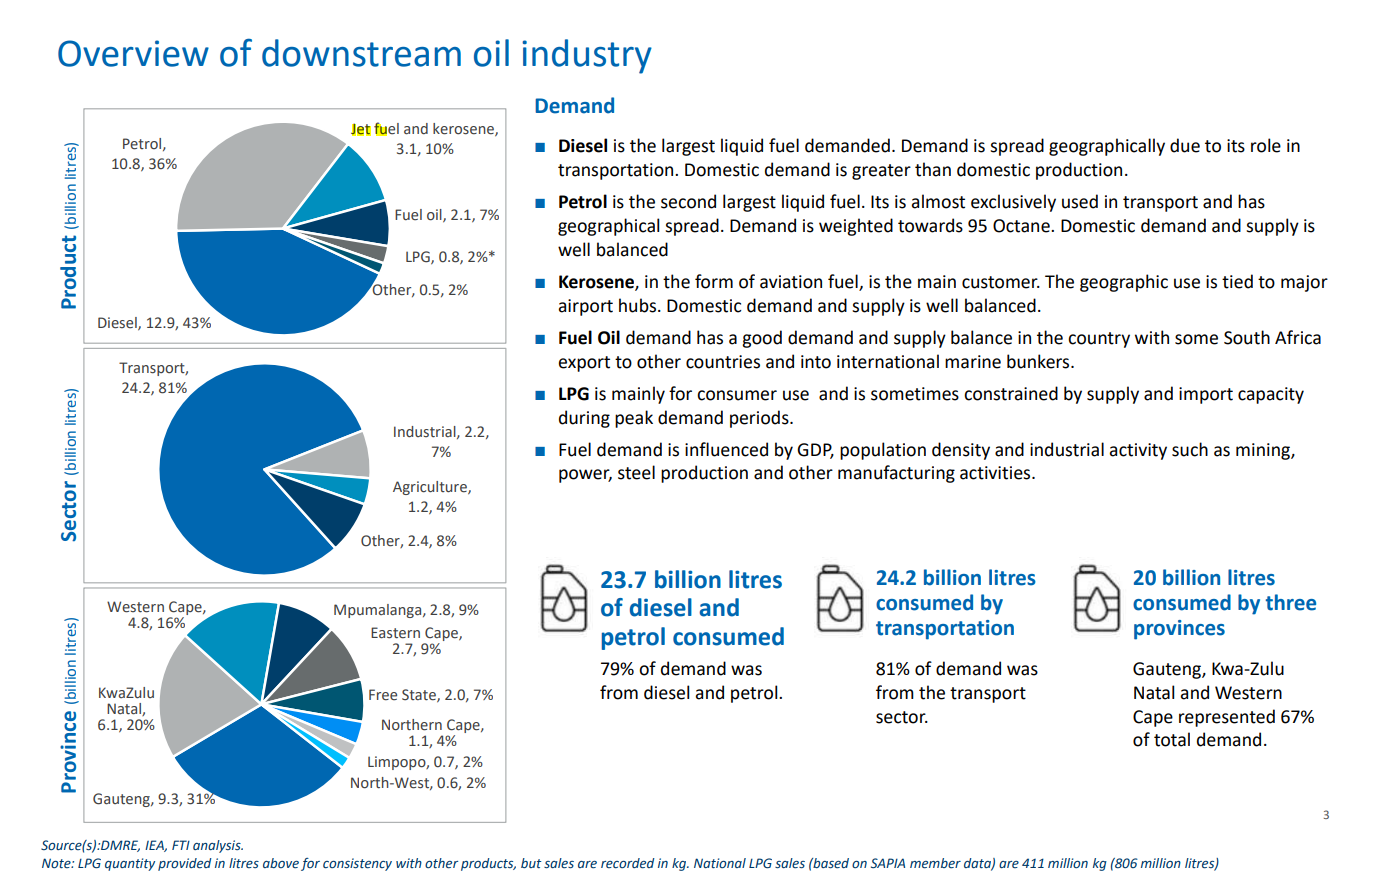 Overview of downstream oil industry
Product (billion litres)
Petrol,
10.8, 36%
Jet fuel and kerosene,
3.1, 10%
Fuel oil, 2.1, 7%
LPG, 0.8, 2%*
Other, 0.5, 2%
Diesel, 12.9, 43%
Sector (billion litres)
Transport,
24.2, 81%
Industrial, 2.2,
7%
Agriculture,
1.2, 4%
Other, 2.4, 8%
Province (billion litres)
Western Cape,
4.8, 16%
Mpumalanga, 2.8, 9%
Eastern Cape,
2.7, 9%
KwaZulu
Natal,
6.1, 20%
Free State, 2.0, 7%
Northern Cape,
1.1, 4%
Limpopo, 0.7, 2%
North-West, 0.6, 2%
Gauteng, 9.3, 31%
Demand
■ Diesel is the largest liquid fuel demanded. Demand is spread geographically due to its role in
transportation. Domestic demand is greater than domestic production.
■ Petrol is the second largest liquid fuel. Its is almost exclusively used in transport and has
geographical spread. Demand is weighted towards 95 Octane. Domestic demand and supply is
well balanced
■ Kerosene, in the form of aviation fuel, is the main customer. The geographic use is tied to major
airport hubs. Domestic demand and supply is well balanced.
■ Fuel Oil demand has a good demand and supply balance in the country with some South Africa
export to other countries and into international marine bunkers.
■ LPG is mainly for consumer use and is sometimes constrained by supply and import capacity
during peak demand periods.
■ Fuel demand is influenced by GDP, population density and industrial activity such as mining,
power, steel production and other manufacturing activities.
23.7 billion litres
of diesel and
petrol consumed
79% of demand was
from diesel and petrol.
24.2 billion litres
consumed by
transportation
81% of demand was
from the transport
sector.
20 billion litres
consumed by three
provinces
Gauteng, Kwa-Zulu
Natal and Western
Cape represented 67%
of total demand.
3
Source(s):DMRE, IEA, FTI analysis.
Note: LPG quantity provided in litres above for consistency with other products, but sales are recorded in kg. National LPG sales (based on SAPIA member data) are 411 million kg (806 million litres)